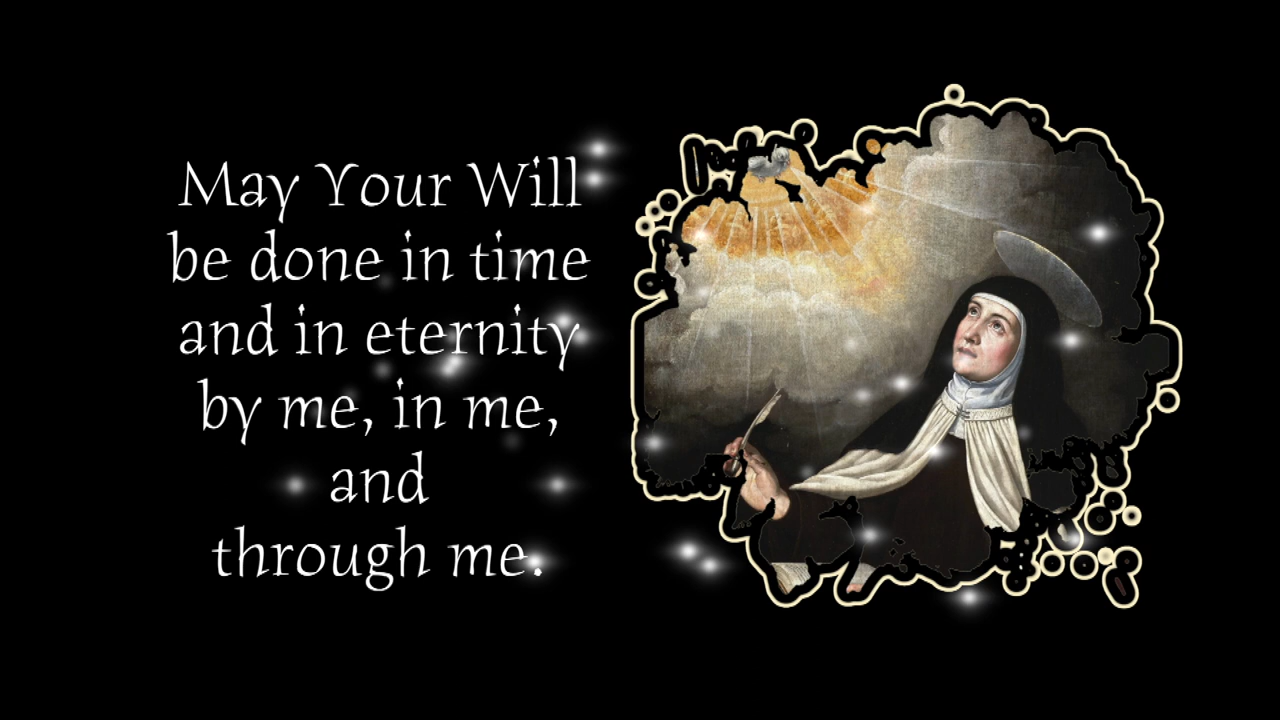 May Your Will
be done in time
and in eternity
by me, in me,
and
through me.